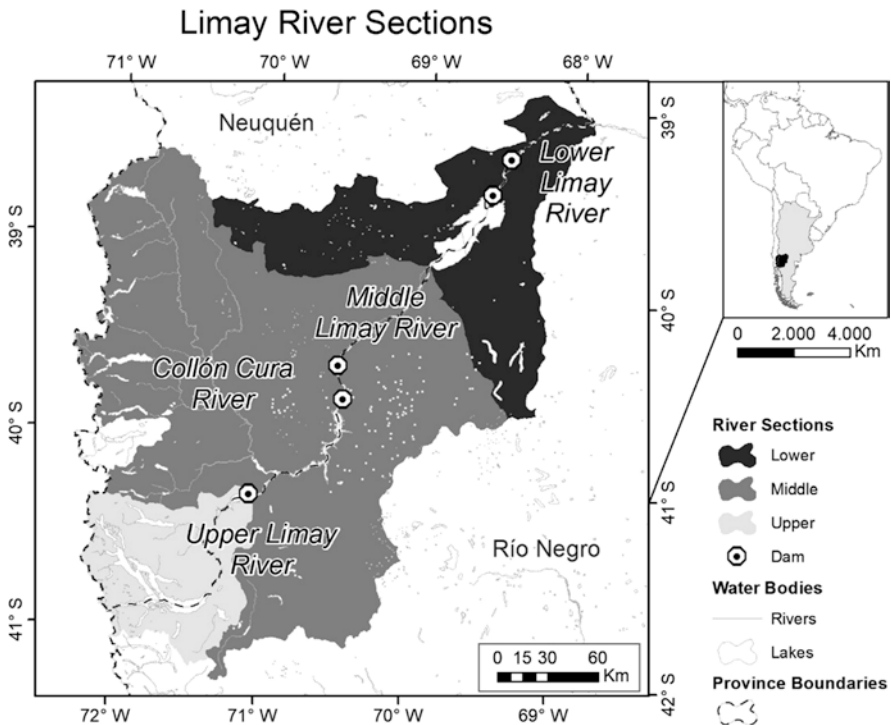 Limay River Sections
71° W
70° W
69° W
68° W
Neuquén
39° S
Lower
Limay
River
39° S
Middle
Limay River
40° S
Collón Cura
River
40° S
Upper Limay
River
41° S
Río Negro
41° S
42° S
0 15 30 60
Km
72° W
71° W
70° W
69° W
0 2.000 4.000
Km
River Sections
Lower
Middle
Upper
Dam
Water Bodies
Rivers
Lakes
Province Boundaries